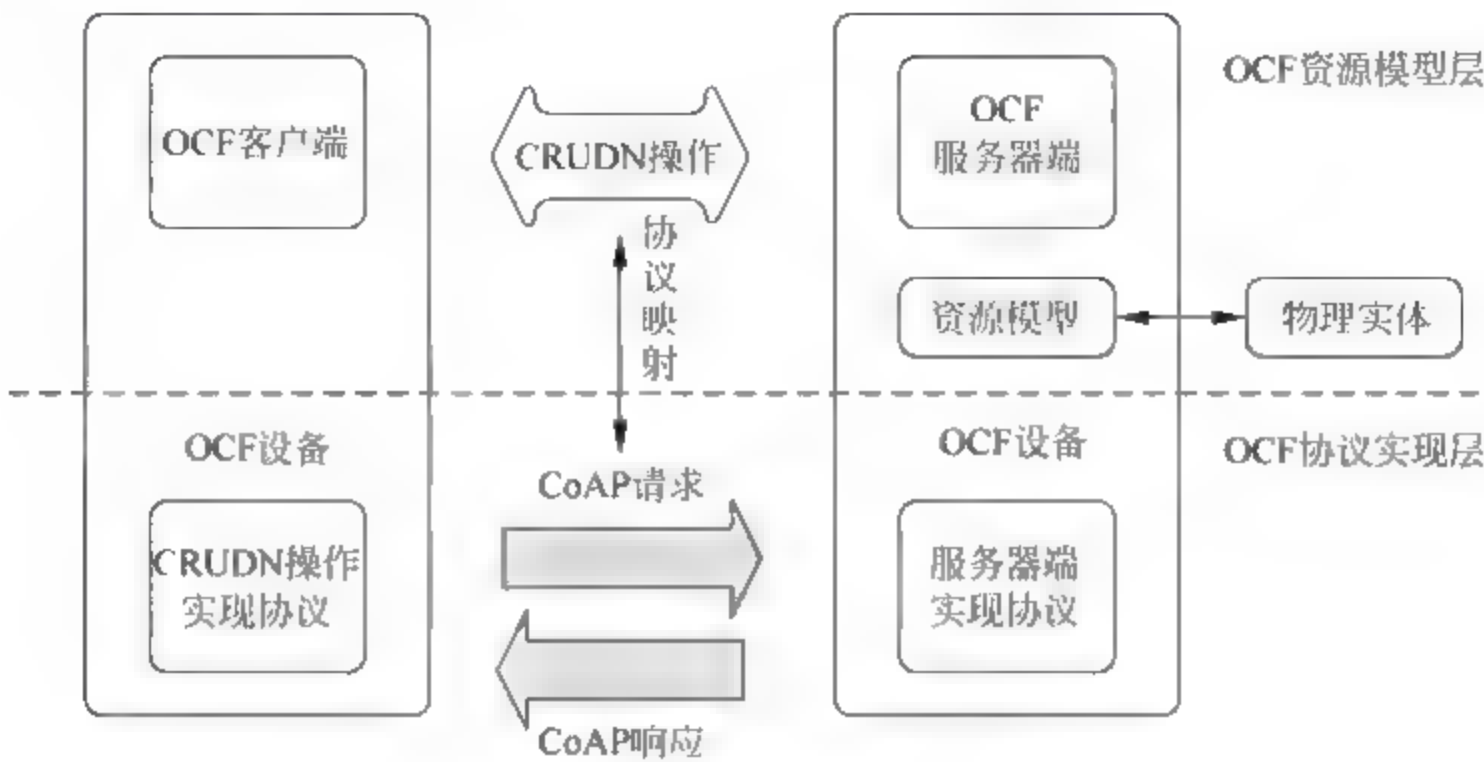 OCF资源模型层
OCF客户端
CRUDN操作
OCF
服务器端
协议映射
资源模型
物理实体
OCF设备
OCF设备
OCF协议实现层
CoAP请求
CRUDN操作
实现协议
服务器端
实现协议
CoAP响应